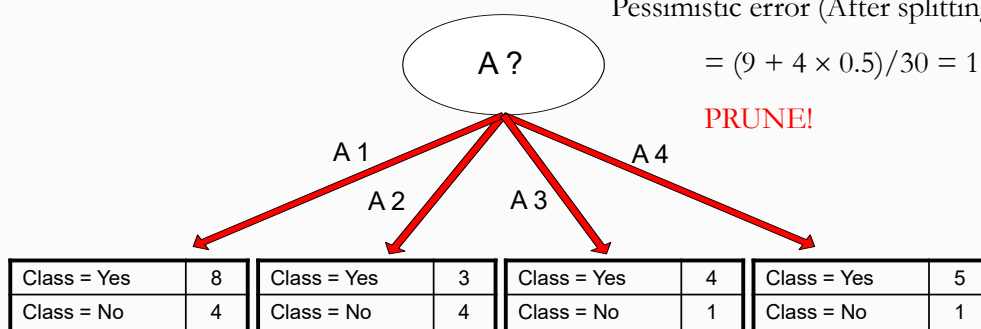 Pessimistic error (After splitting
= (9 + 4 × 0.5)/30 = 1
PRUNE!
A ?
A 1
A 2
A 3
A 4
Class = Yes 8
Class = No 4
Class = Yes 3
Class = No 4
Class = Yes 4
Class = No 1
Class = Yes 5
Class = No 1